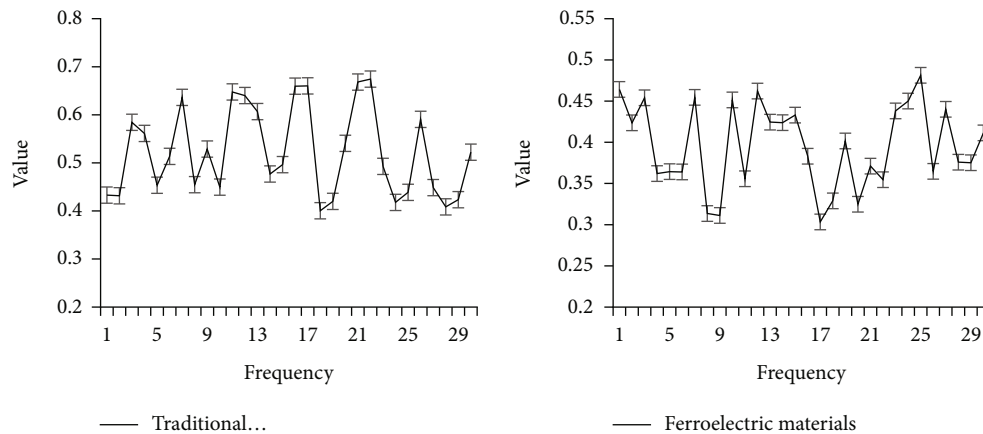 0.8
0.7
0.6
0.5
0.4
0.3
0.2
Value
1 5 9 13 17 21 25 29
Frequency
Traditional…
0.55
0.5
0.45
0.4
0.35
0.3
0.25
0.2
Value
1 5 9 13 17 21 25 29
Frequency
Ferroelectric materials